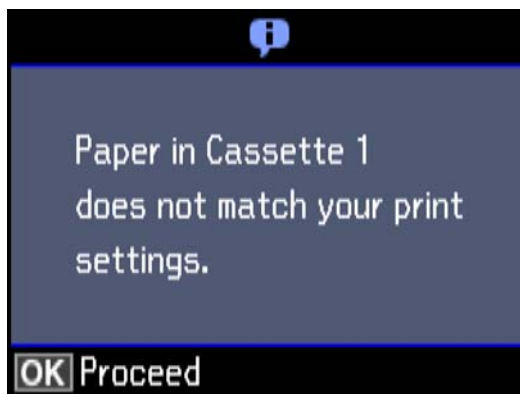 Paper in Cassette 1
does not match your print
settings.
OK Proceed